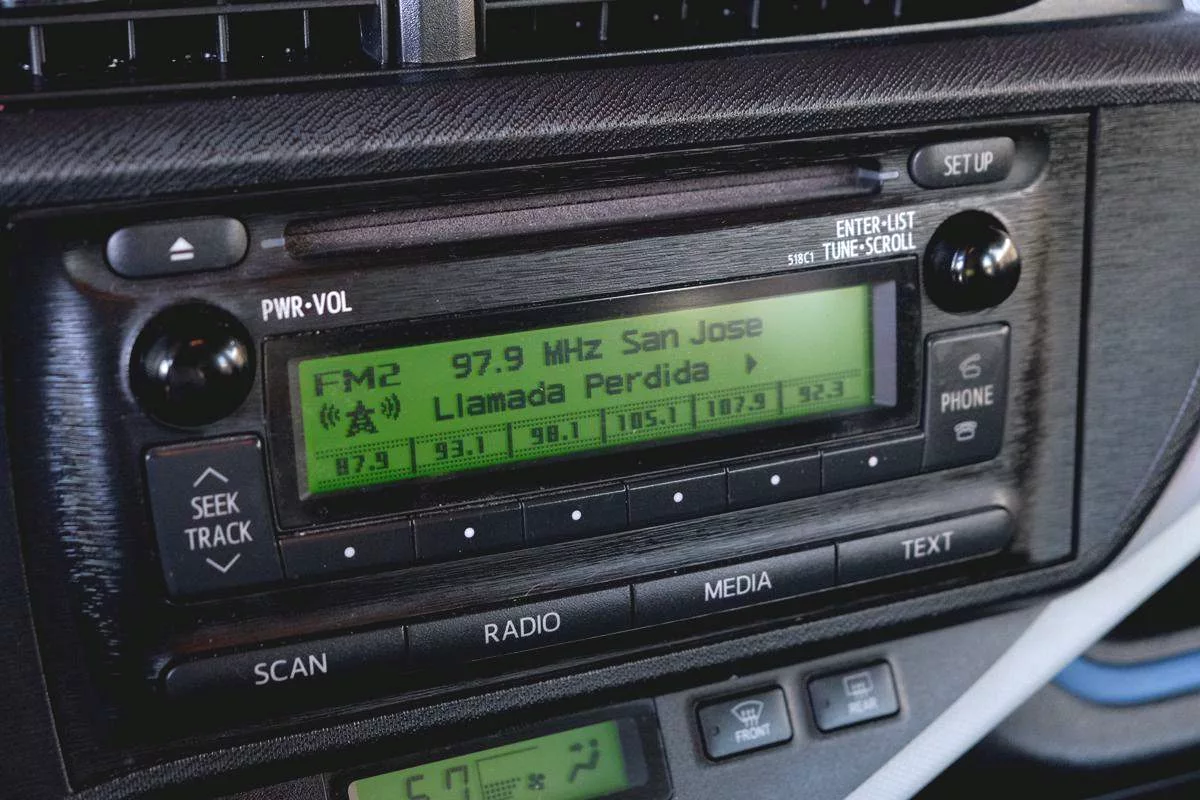 SET UP
ENTER•LIST
518C1 TUNE•SCROLL
PWR•VOL
FM2 97.9 MHz San Jose
Llamada Perdida
87.9 93.1 98.1 105.1 107.9 92.3
PHONE
SEEK
TRACK
SCAN
RADIO
MEDIA
TEXT
FRONT
REAR
57